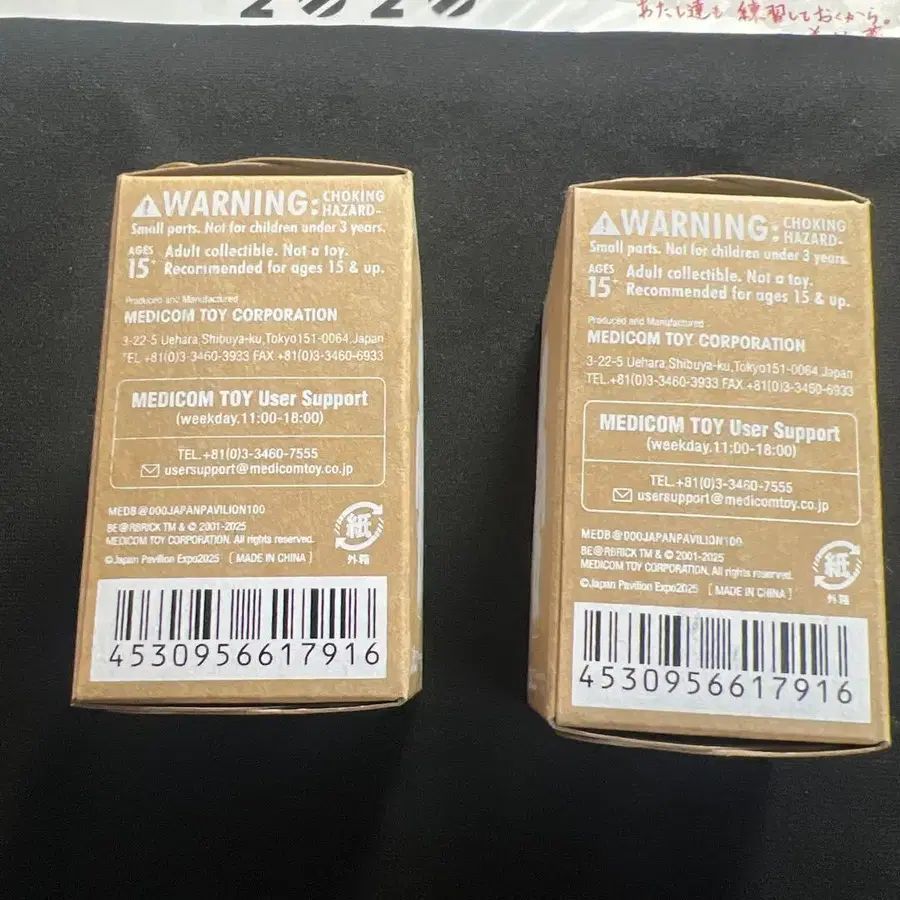 2020
あたし達も練習しておくから。
⚠WARNING: CHOKING HAZARD-
Small parts. Not for children under 3 years.
AGES 15+ Adult collectible. Not a toy.
Recommended for ages 15 & up.
Produced and Manufactured
MEDICOM TOY CORPORATION
3-22-5 Uehara,Shibuya-ku,Tokyo151-0064,Japan
TEL.+81(0)3-3460-3933 FAX.+81(0)3-3460-6933
MEDICOM TOY User Support
(weekday.11:00-18:00)
TEL.+81(0)3-3460-7555
usersupport@medicomtoy.co.jp
MEDB@000JAPANPAVILION100
BE@RBRICK TM & © 2001-2025
MEDICOM TOY CORPORATION. All rights reserved.
©Japan Pavilion Expo2025 [ MADE IN CHINA ]
紙
外箱
4530956617916
⚠WARNING: CHOKING HAZARD-
Small parts. Not for children under 3 years.
AGES 15+ Adult collectible. Not a toy.
Recommended for ages 15 & up.
Produced and Manufactured
MEDICOM TOY CORPORATION
3-22-5 Uehara,Shibuya-ku,Tokyo151-0064,Japan
TEL.+81(0)3-3460-3933 FAX.+81(0)3-3460-6933
MEDICOM TOY User Support
(weekday.11:00-18:00)
TEL.+81(0)3-3460-7555
usersupport@medicomtoy.co.jp
MEDB@000JAPANPAVILION100
BE@RBRICK TM & © 2001-2025
MEDICOM TOY CORPORATION. All rights reserved.
©Japan Pavilion Expo2025 [ MADE IN CHINA ]
紙
外箱
4530956617916